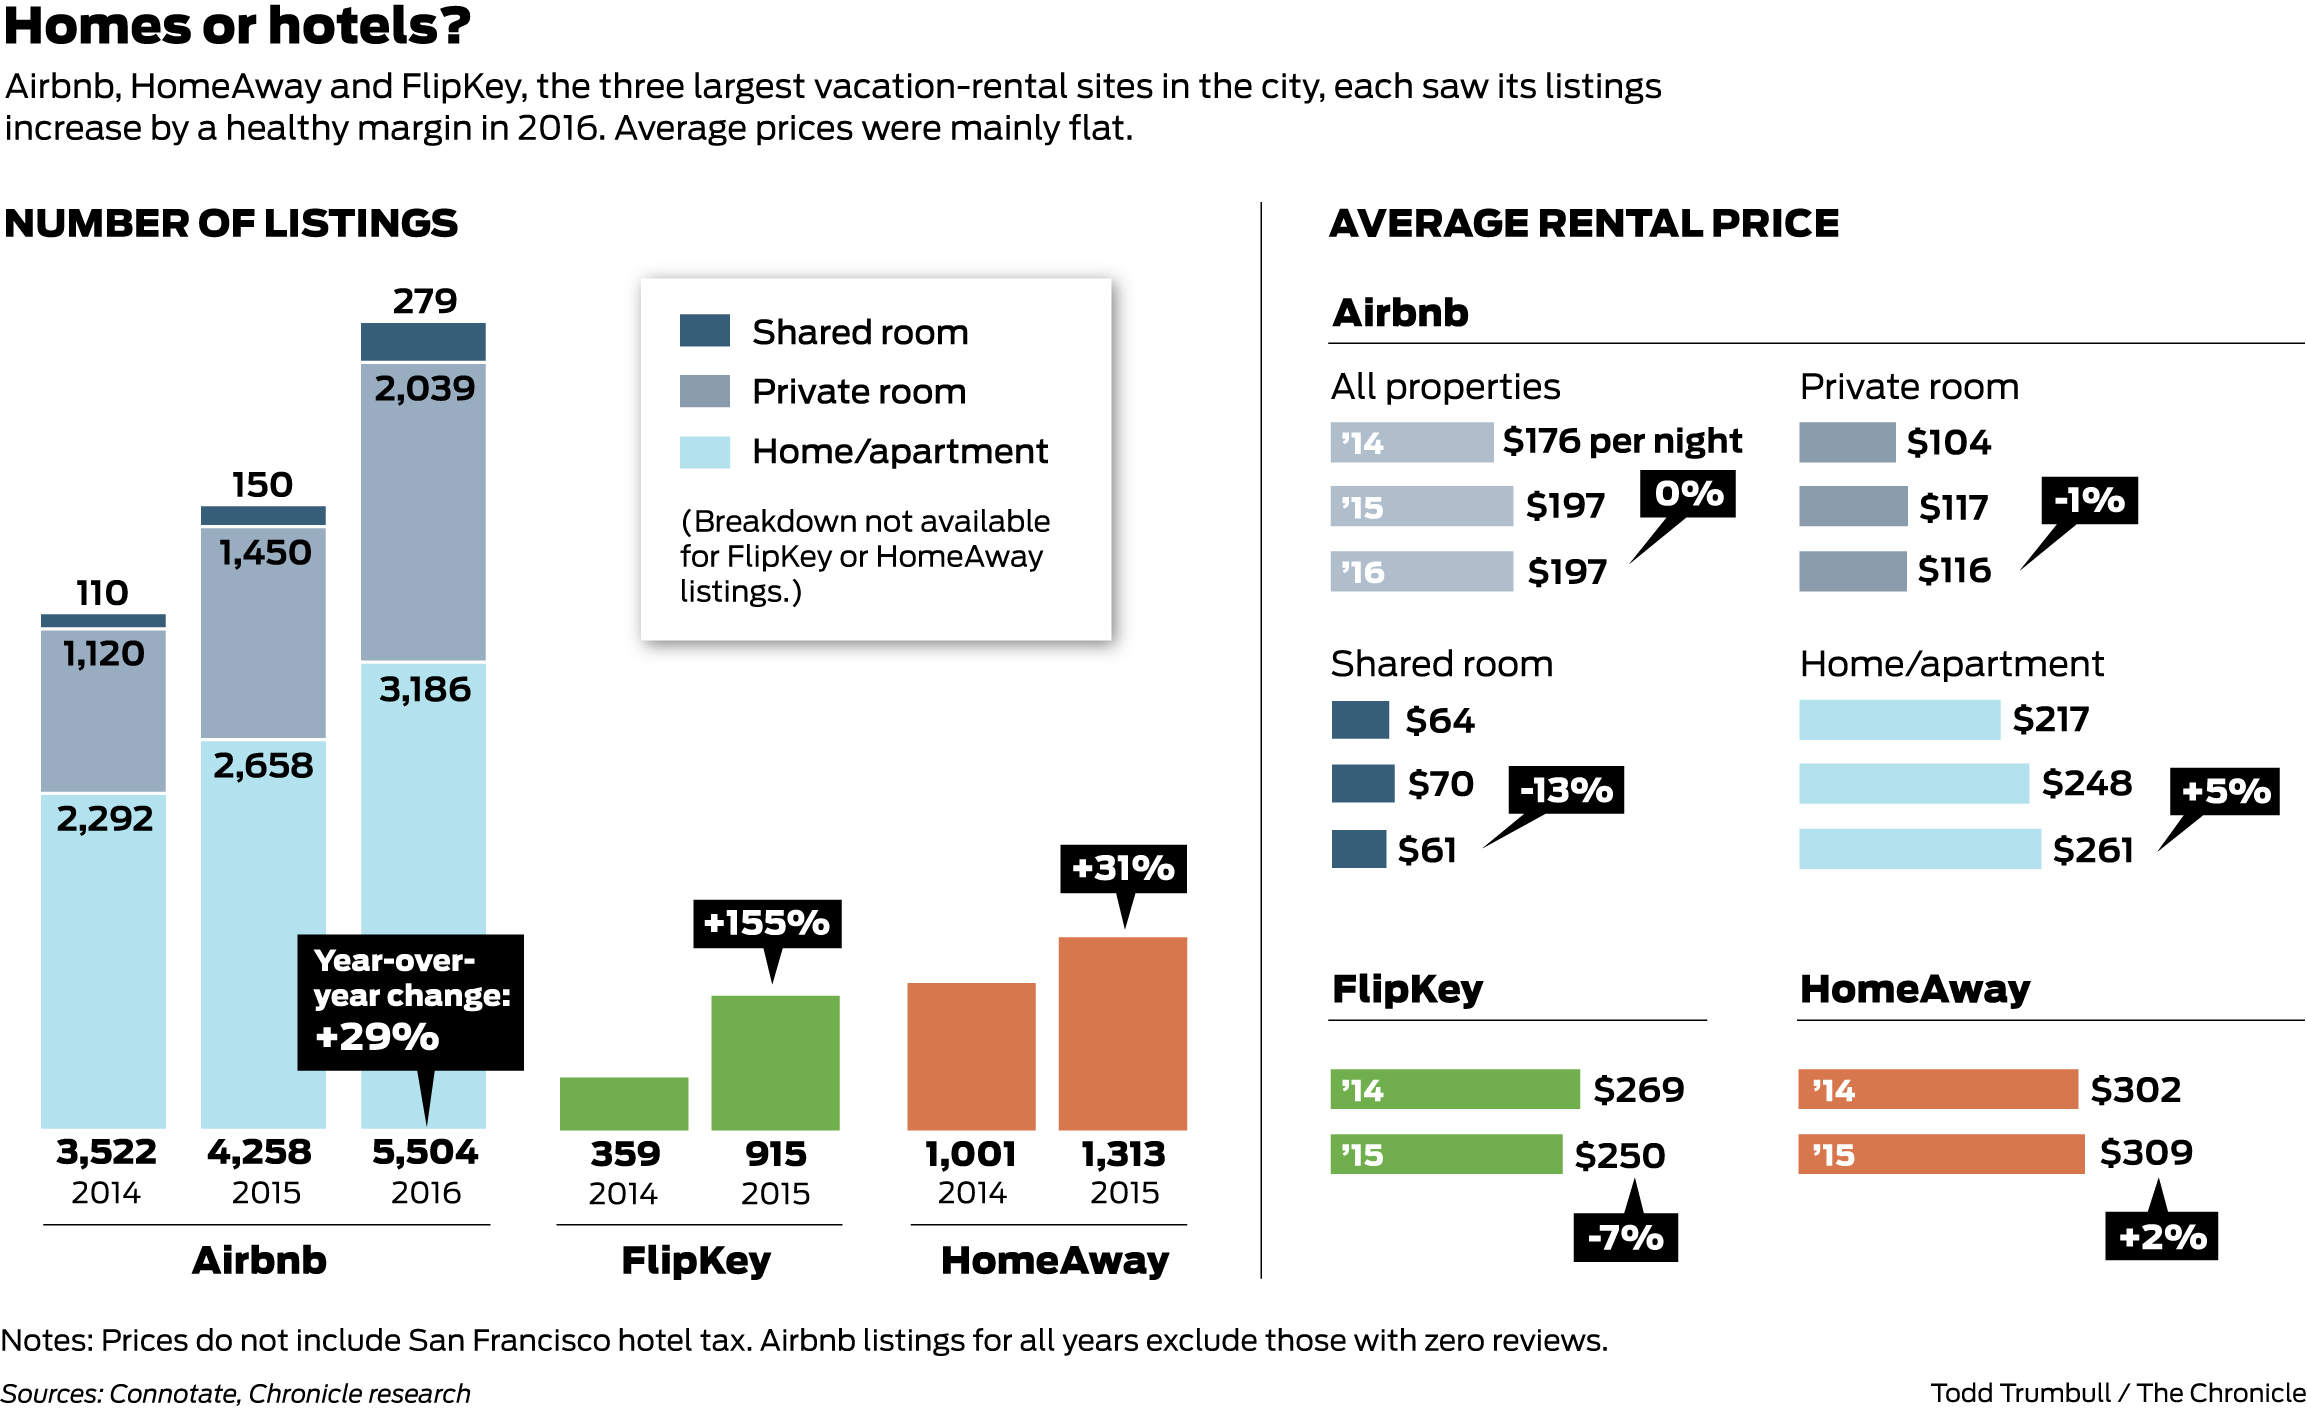 Homes or hotels?
Airbnb, HomeAway and FlipKey, the three largest vacation-rental sites in the city, each saw its listings
increase by a healthy margin in 2016. Average prices were mainly flat.
NUMBER OF LISTINGS
279
2,039
3,186
150
1,450
2,658
110
1,120
2,292
Shared room
Private room
Home/apartment
(Breakdown not available
for FlipKey or HomeAway
listings.)
Year-over-
year change:
+29%
+155%
+31%
3,522
4,258
5,504
359
915
1,001
1,313
2014
2015
2016
2014
2015
2014
2015
Airbnb
FlipKey
HomeAway
AVERAGE RENTAL PRICE
Airbnb
All properties
’14 $176 per night
’15 $197
0%
’16 $197
Private room
$104
$117
-1%
$116
Shared room
$64
$70
-13%
$61
Home/apartment
$217
$248
+5%
$261
FlipKey
’14 $269
’15 $250
-7%
HomeAway
’14 $302
’15 $309
+2%
Notes: Prices do not include San Francisco hotel tax. Airbnb listings for all years exclude those with zero reviews.
Sources: Connotate, Chronicle research
Todd Trumbull / The Chronicle